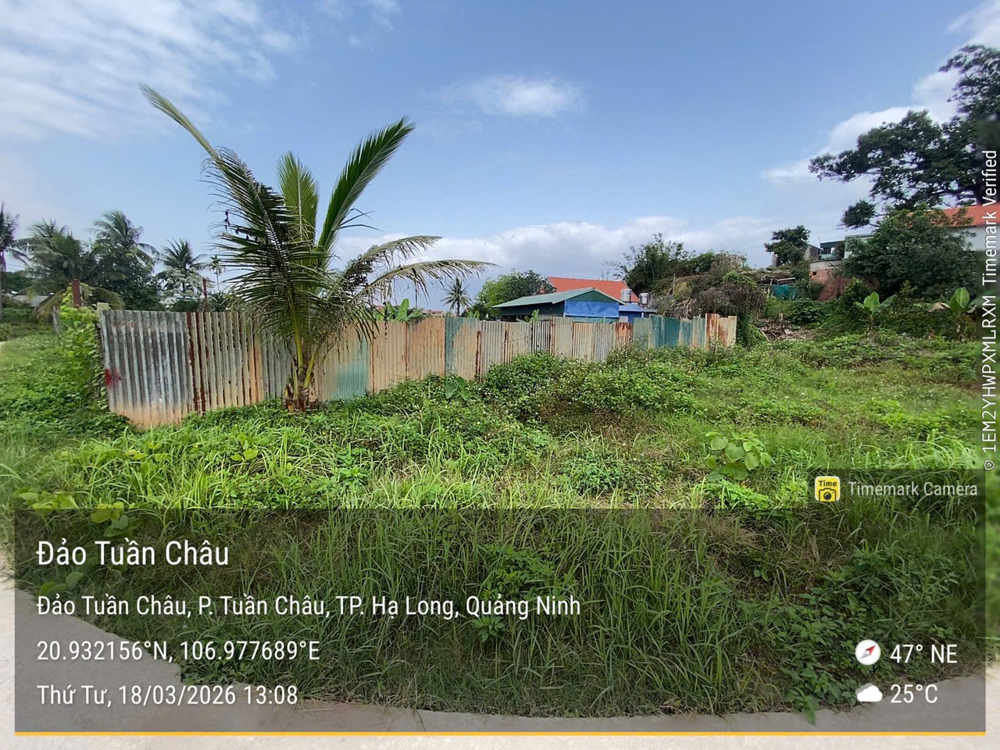 © 1EM2YHWPXMLRXM Timemark Verified
Time
Timemark Camera
Đảo Tuần Châu
Đảo Tuần Châu, P. Tuần Châu, TP. Hạ Long, Quảng Ninh
20.932156°N, 106.977689°E
47° NE
Thứ Tư, 18/03/2026 13:08
25°C